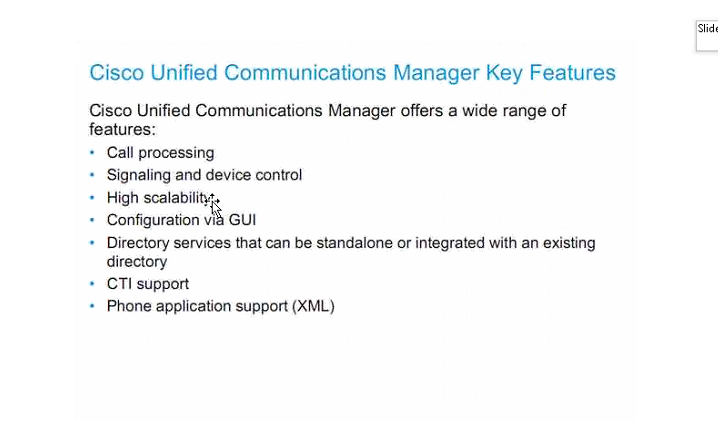 Slide
Cisco Unified Communications Manager Key Features
Cisco Unified Communications Manager offers a wide range of
features:
• Call processing
• Signaling and device control
• High scalability
• Configuration via GUI
• Directory services that can be standalone or integrated with an existing
directory
• CTI support
• Phone application support (XML)